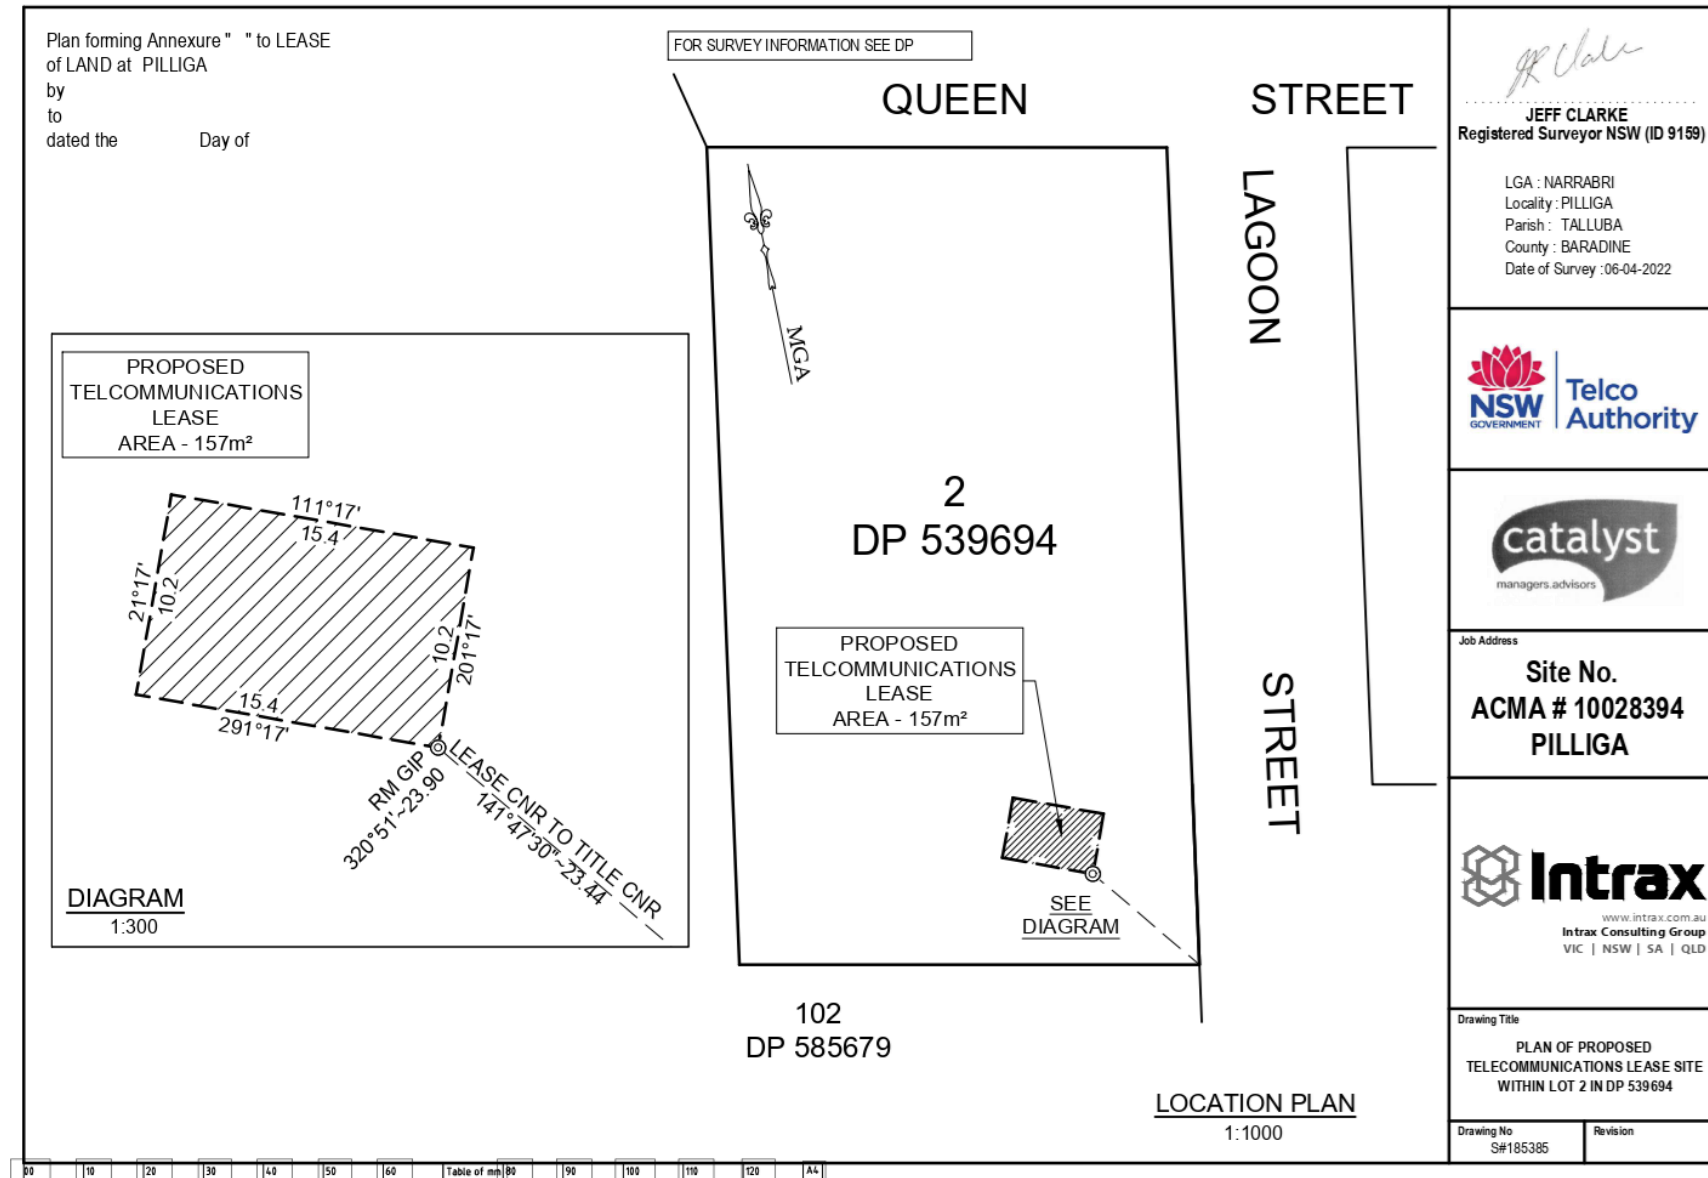 Plan forming Annexure " " to LEASE
of LAND at PILLIGA
by
to
dated the Day of
FOR SURVEY INFORMATION SEE DP
QUEEN STREET
LAGOON STREET
MGA
2
DP 539694
PROPOSED
TELCOMMUNICATIONS
LEASE
AREA - 157m²
SEE
DIAGRAM
102
DP 585679
LOCATION PLAN
1:1000
PROPOSED
TELCOMMUNICATIONS
LEASE
AREA - 157m²
111°17'
15.4
21°17'
10.2
10.2
201°17'
15.4
291°17'
RM GIP
320°51'~23.90
LEASE CNR TO TITLE CNR
141°47'30"~23.44
DIAGRAM
1:300
JEFF CLARKE
Registered Surveyor NSW (ID 9159)
LGA : NARRABRI
Locality : PILLIGA
Parish : TALLUBA
County : BARADINE
Date of Survey :06-04-2022
NSW
GOVERNMENT
Telco
Authority
catalyst
managers.advisors
Job Address
Site No.
ACMA # 10028394
PILLIGA
Intrax
www.intrax.com.au
Intrax Consulting Group
VIC | NSW | SA | QLD
Drawing Title
PLAN OF PROPOSED
TELECOMMUNICATIONS LEASE SITE
WITHIN LOT 2 IN DP 539694
Drawing No
S#185385
Revision
00 10 20 30 40 50 60 Table of mm 80 90 100 110 120 A4